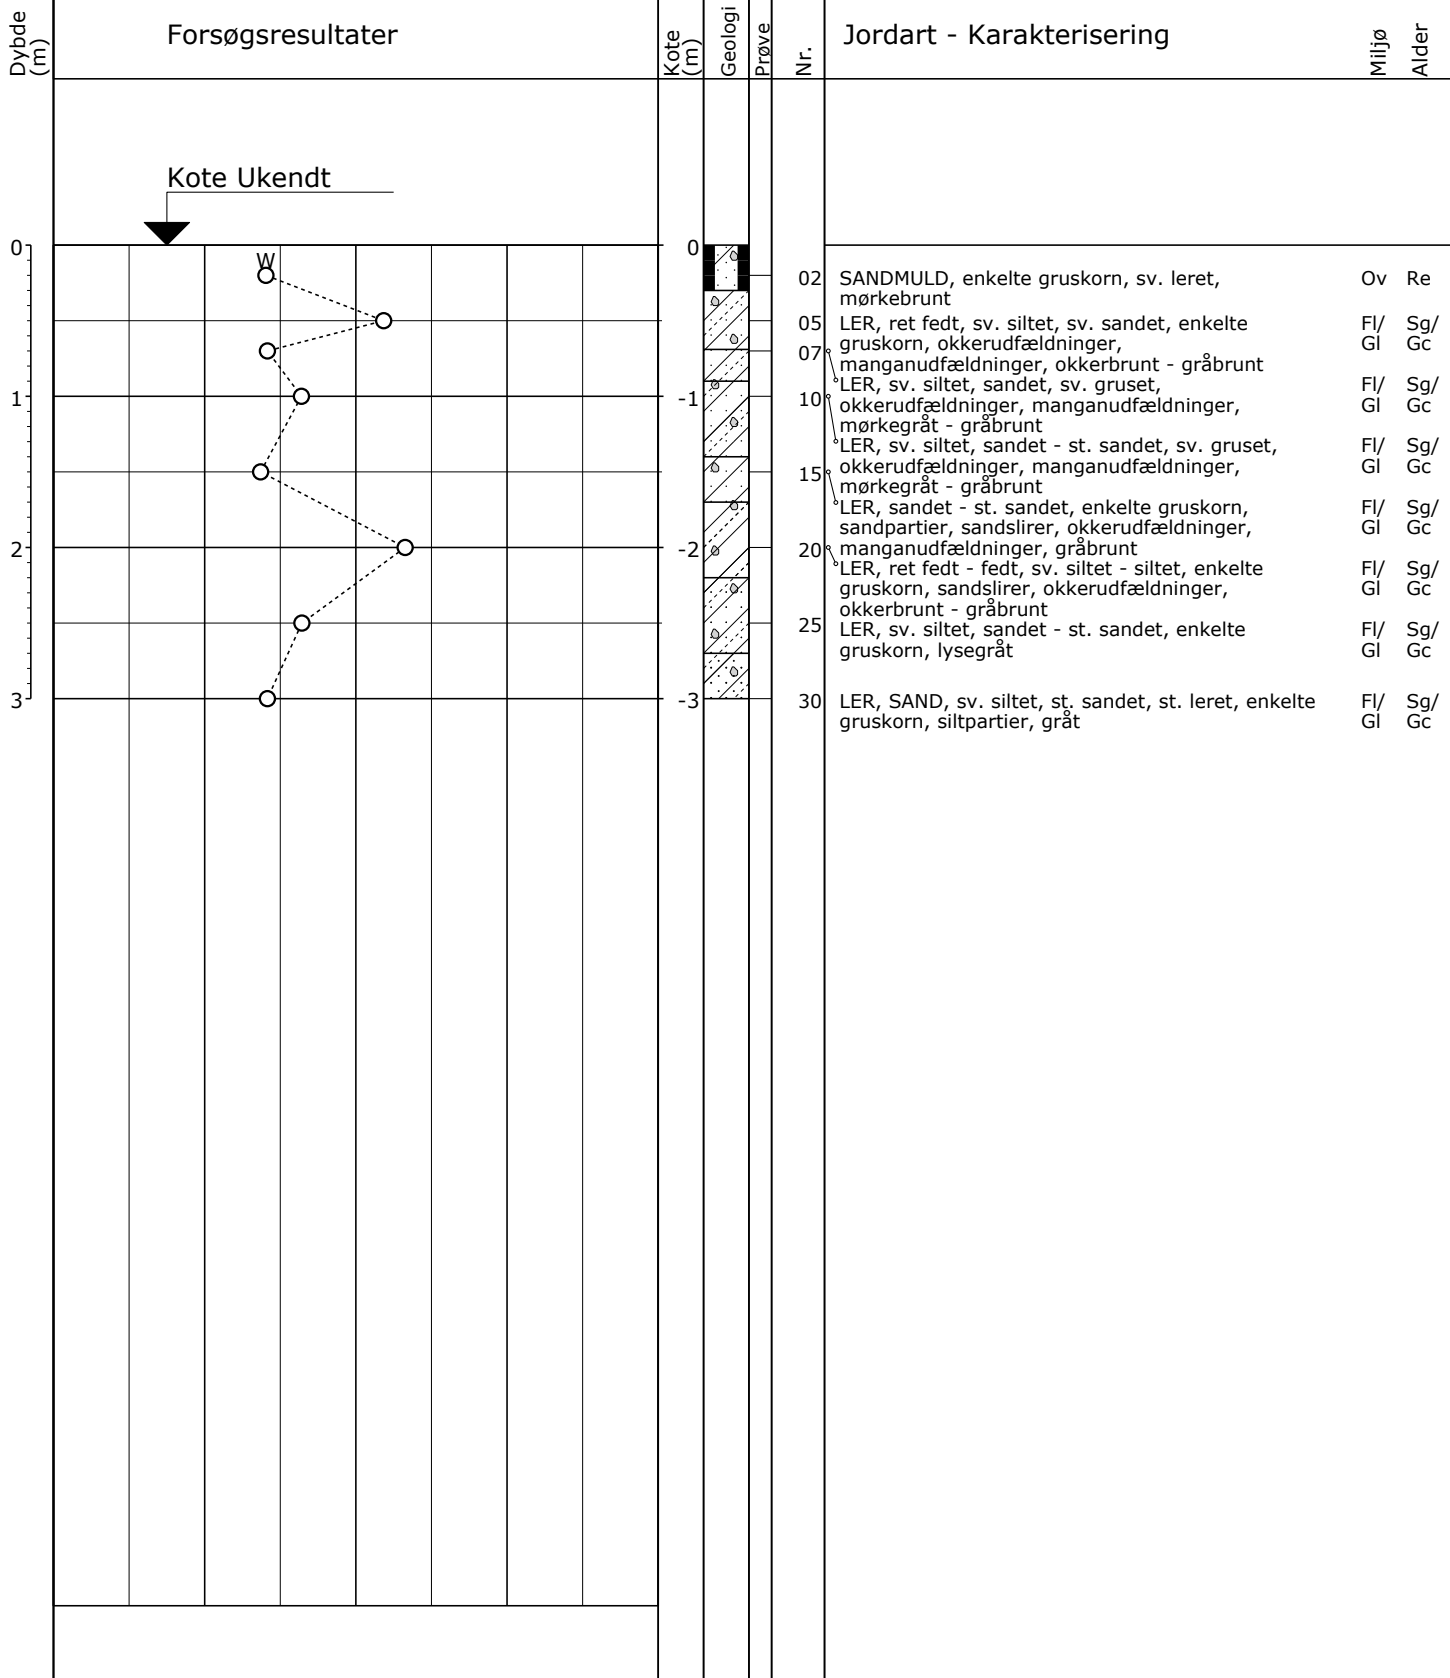 Dybde
(m)
Forsøgsresultater
Kote
(m)
Geologi
Prøve
Nr.
Jordart - Karakterisering
Miljø
Alder
Kote Ukendt
0
W
0
02 SANDMULD, enkelte gruskorn, sv. leret, Ov Re
mørkebrunt
05 LER, ret fedt, sv. siltet, sv. sandet, enkelte Fl/ Sg/
gruskorn, okkerudfældninger, Gl Gc
07 manganudfældninger, okkerbrunt - gråbrunt
LER, sv. siltet, sandet, sv. gruset, Fl/ Sg/
1 -1 10 okkerudfældninger, manganudfældninger, Gl Gc
mørkegråt - gråbrunt
LER, sv. siltet, sandet - st. sandet, sv. gruset, Fl/ Sg/
15 okkerudfældninger, manganudfældninger, Gl Gc
mørkegråt - gråbrunt
LER, sandet - st. sandet, enkelte gruskorn, Fl/ Sg/
sandpartier, sandslirer, okkerudfældninger, Gl Gc
2 -2 20 manganudfældninger, gråbrunt
LER, ret fedt - fedt, sv. siltet - siltet, enkelte Fl/ Sg/
gruskorn, sandslirer, okkerudfældninger, Gl Gc
okkerbrunt - gråbrunt
25 LER, sv. siltet, sandet - st. sandet, enkelte Fl/ Sg/
gruskorn, lysegråt Gl Gc
3 -3 30 LER, SAND, sv. siltet, st. sandet, st. leret, enkelte Fl/ Sg/
gruskorn, siltpartier, gråt Gl Gc